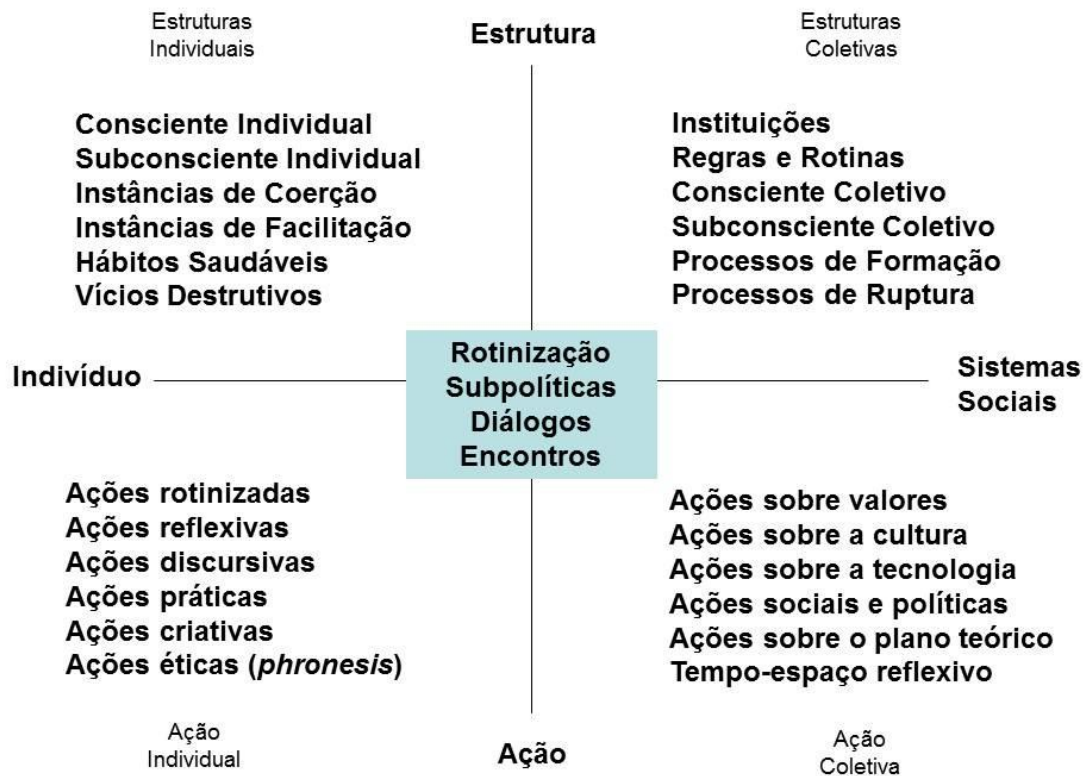 Estruturas
Individuais
Estrutura
Estruturas
Coletivas
Consciente Individual
Subconsciente Individual
Instâncias de Coerção
Instâncias de Facilitação
Hábitos Saudáveis
Vícios Destrutivos
Instituições
Regras e Rotinas
Consciente Coletivo
Subconsciente Coletivo
Processos de Formação
Processos de Ruptura
Indivíduo
Rotinização
Subpolíticas
Diálogos
Encontros
Sistemas
Sociais
Ações rotinizadas
Ações reflexivas
Ações discursivas
Ações práticas
Ações criativas
Ações éticas (phronesis)
Ações sobre valores
Ações sobre a cultura
Ações sobre a tecnologia
Ações sociais e políticas
Ações sobre o plano teórico
Tempo-espaço reflexivo
Ação
Individual
Ação
Ação
Coletiva